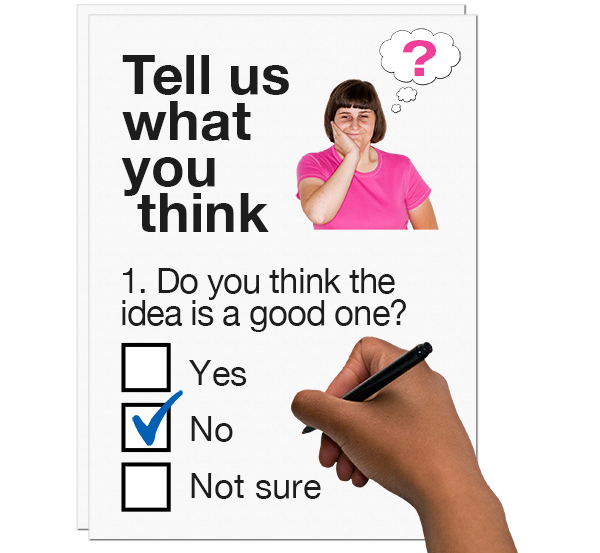 ?
Tell us
what
you
think
1. Do you think the
idea is a good one?
Yes
No
Not sure